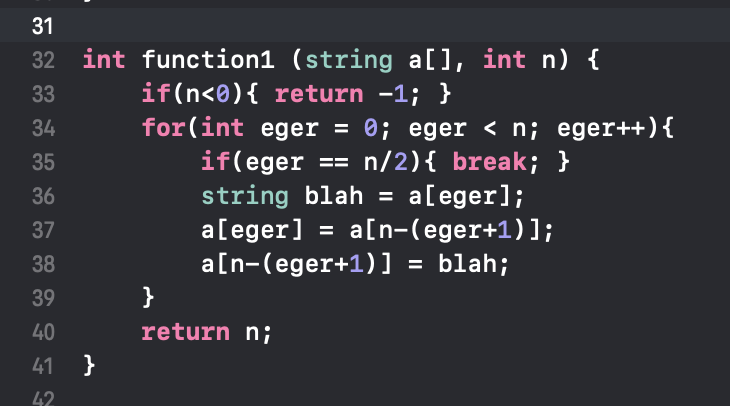 31
32 int function1 (string a[], int n) {
33     if(n<0){ return -1; }
34     for(int eger = 0; eger < n; eger++){
35         if(eger == n/2){ break; }
36         string blah = a[eger];
37         a[eger] = a[n-(eger+1)];
38         a[n-(eger+1)] = blah;
39     }
40     return n;
41 }
42